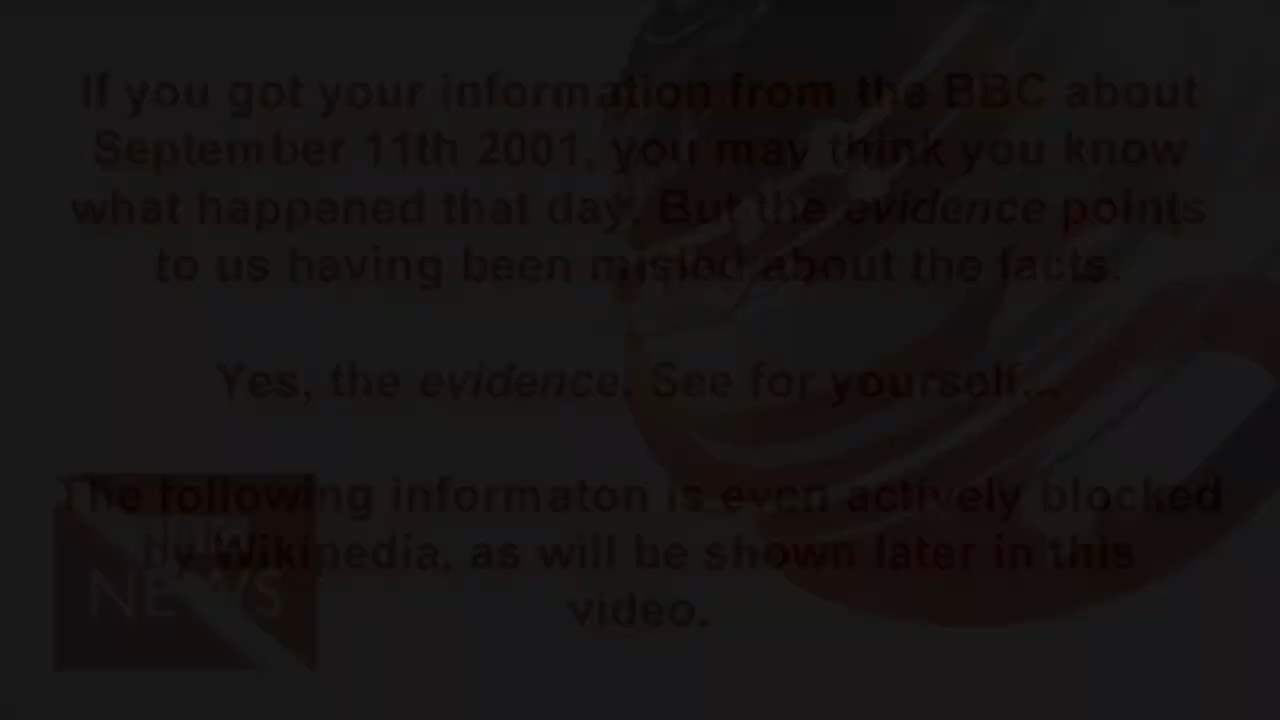 If you got your information from the BBC about
September 11th 2001, you may think you know
what happened that day. But the evidence points
to us having been misled about the facts.
Yes, the evidence. See for yourself...
The following informaton is even actively blocked
by Wikipedia, as will be shown later in this
video.
NEWS